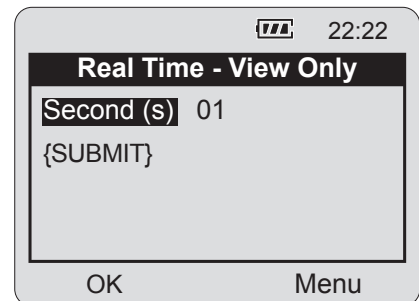 22:22
Real Time - View Only
Second (s) 01
{SUBMIT}
OK Menu